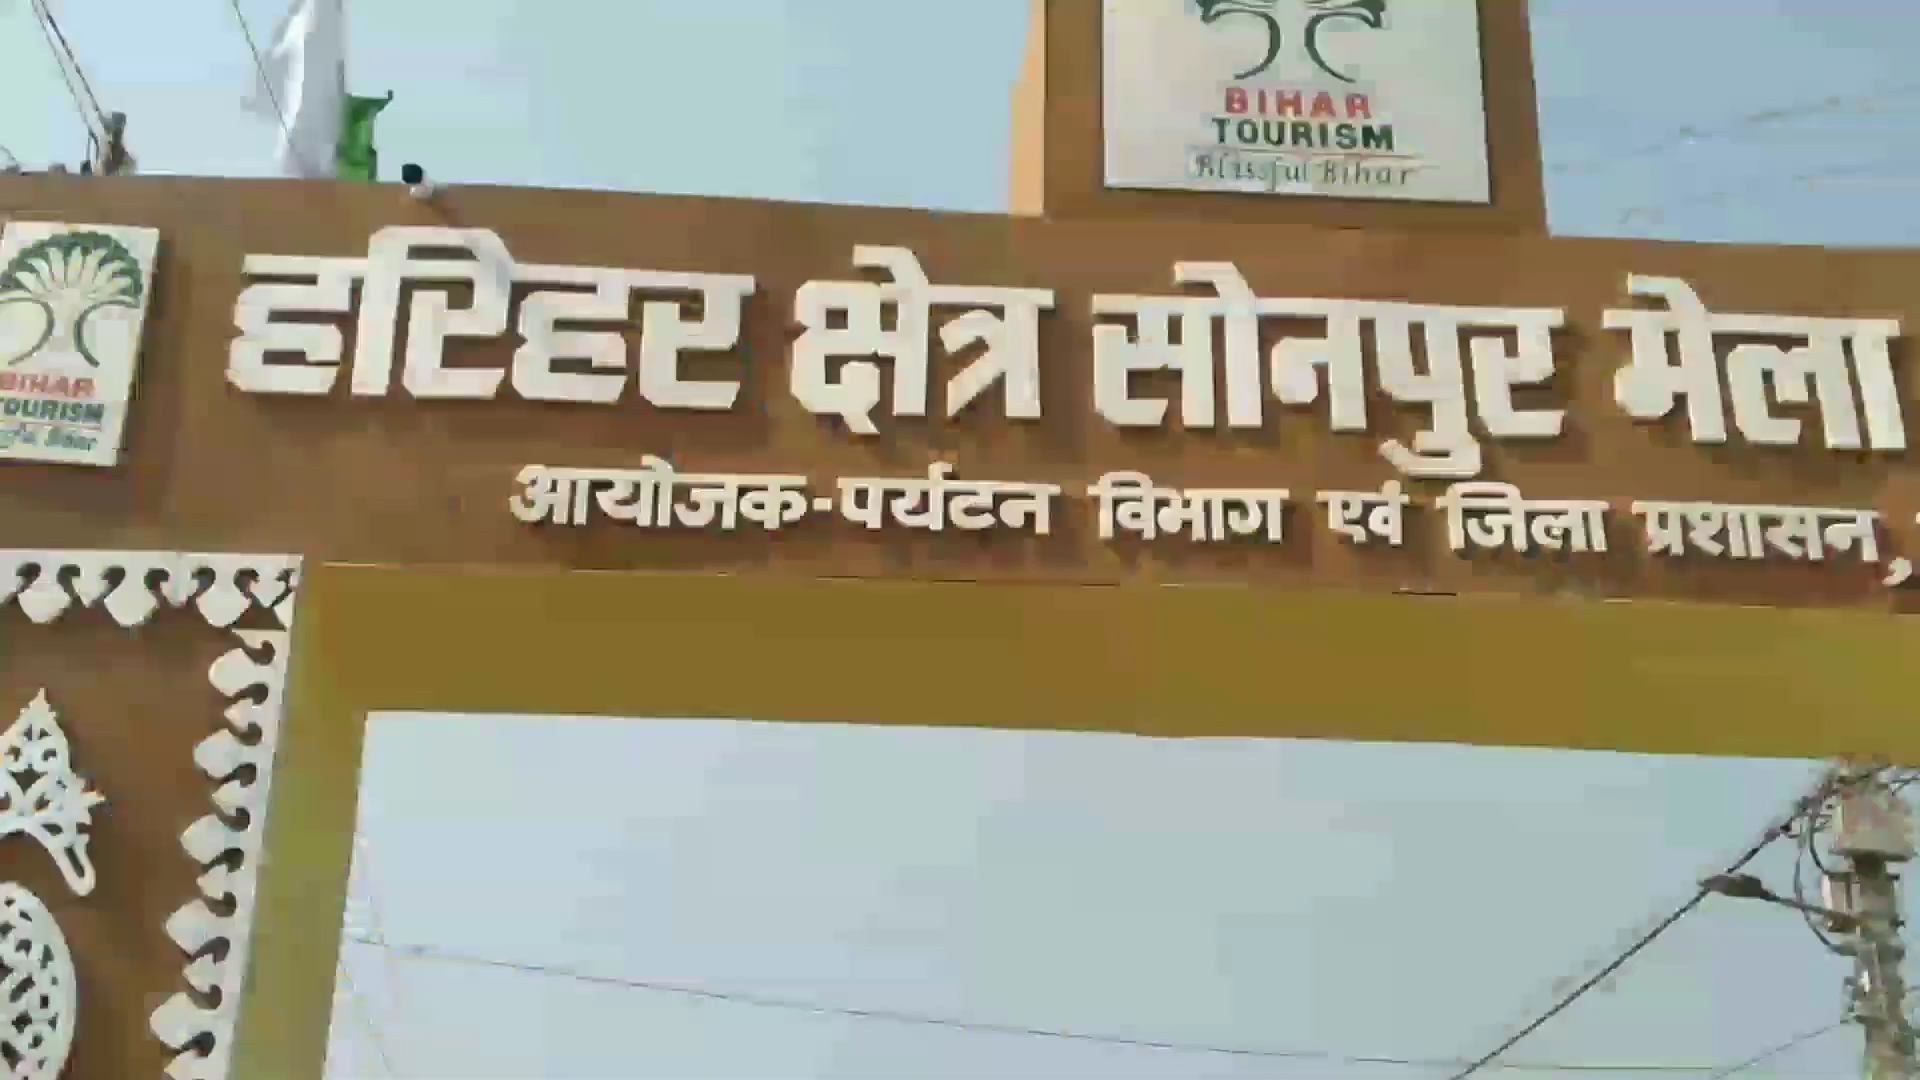 BIHAR
TOURISM
Blissful Bihar
हरिहर क्षेत्र सोनपुर मेला
BIHAR
TOURISM
आयोजक-पर्यटन विभाग एवं जिला प्रशासन,